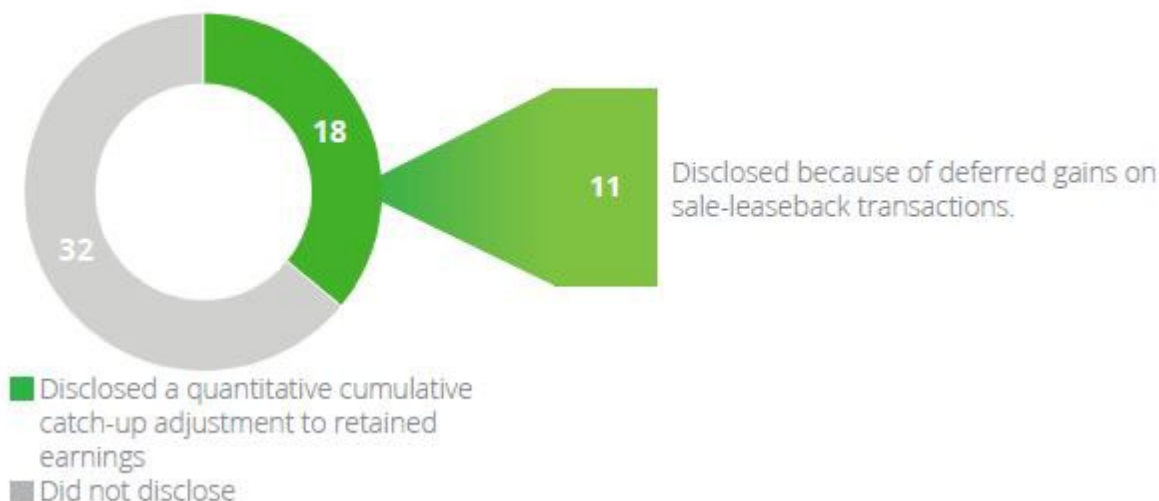 18
11
Disclosed because of deferred gains on
sale-leaseback transactions.
32
Disclosed a quantitative cumulative
catch-up adjustment to retained
earnings
Did not disclose